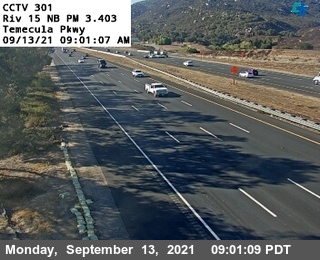 CCTV 301
Riv 15 NB PM 3.403
Temecula Pkwy
09/13/21 09:01:07 AM
Monday, September 13, 2021 09:01:09 PDT